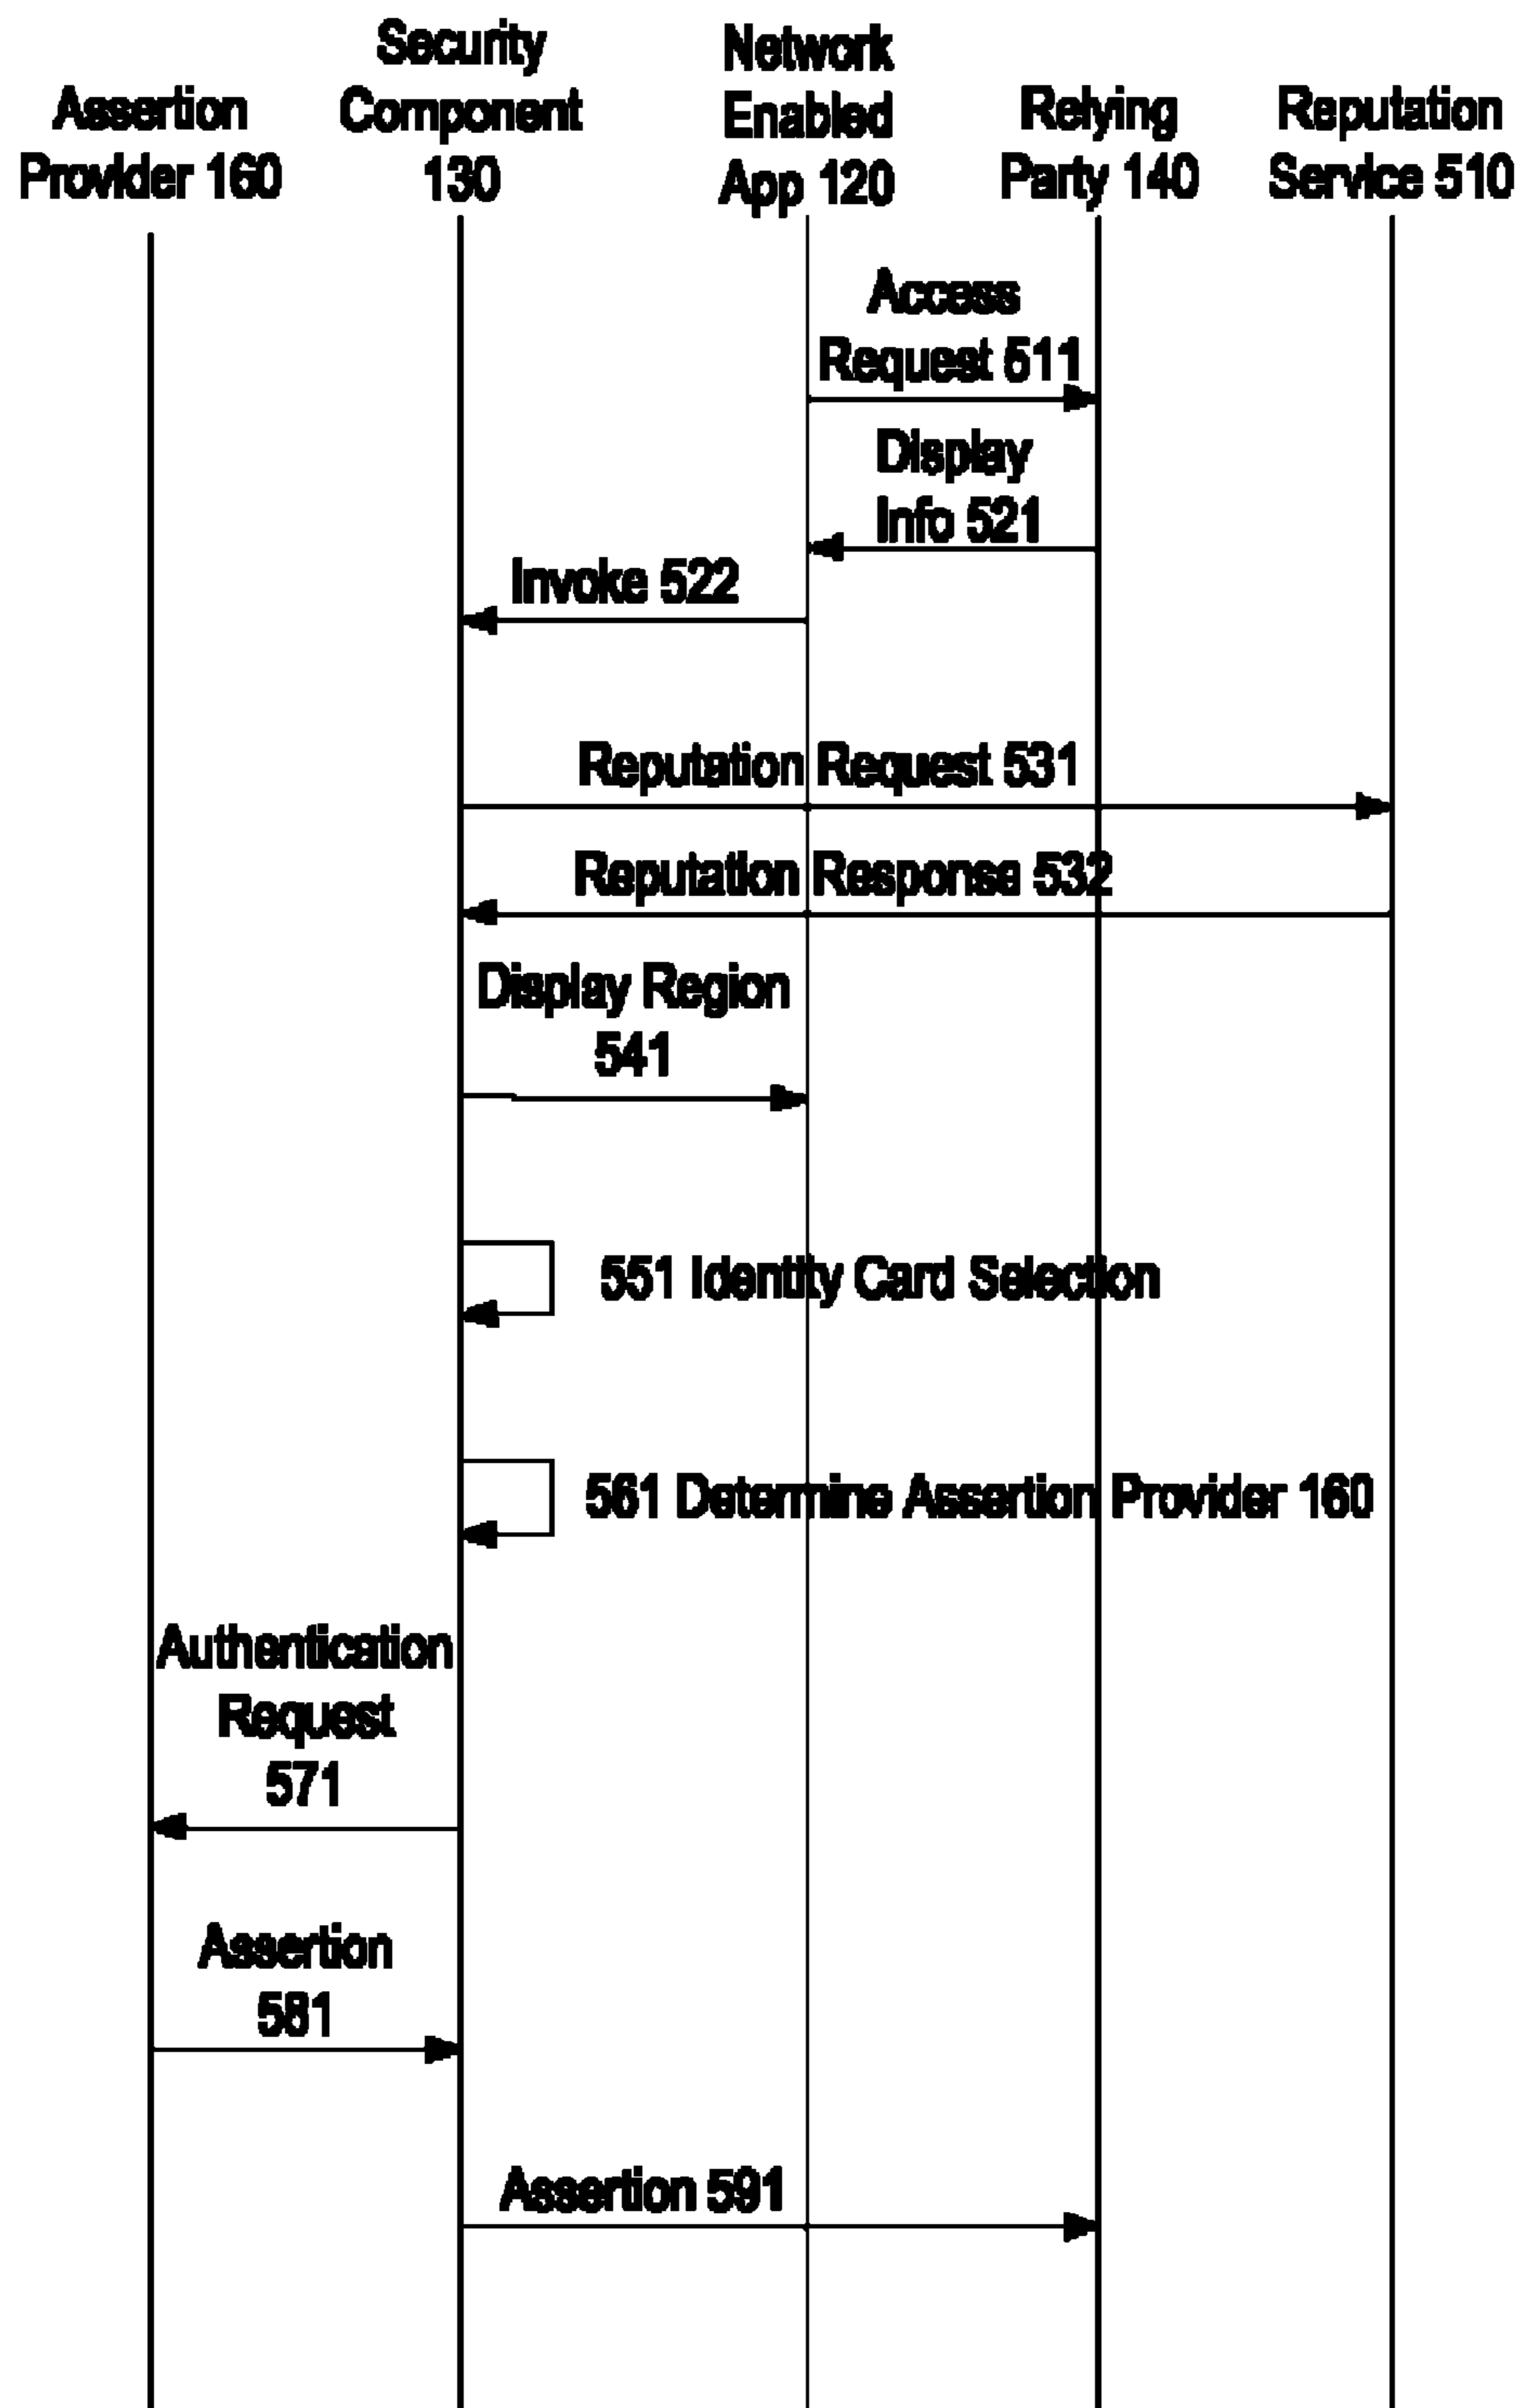 Assertion
Provider 160
Security
Component
130
Network
Enabled
App 120
Relying
Party 140
Reputation
Service 510
Access
Request 511
Display
Info 521
Invoke 522
Reputation Request 531
Reputation Response 532
Display Region
541
551 Identity Card Selection
561 Determine Assertion Provider 160
Authentication
Request
571
Assertion
581
Assertion 591